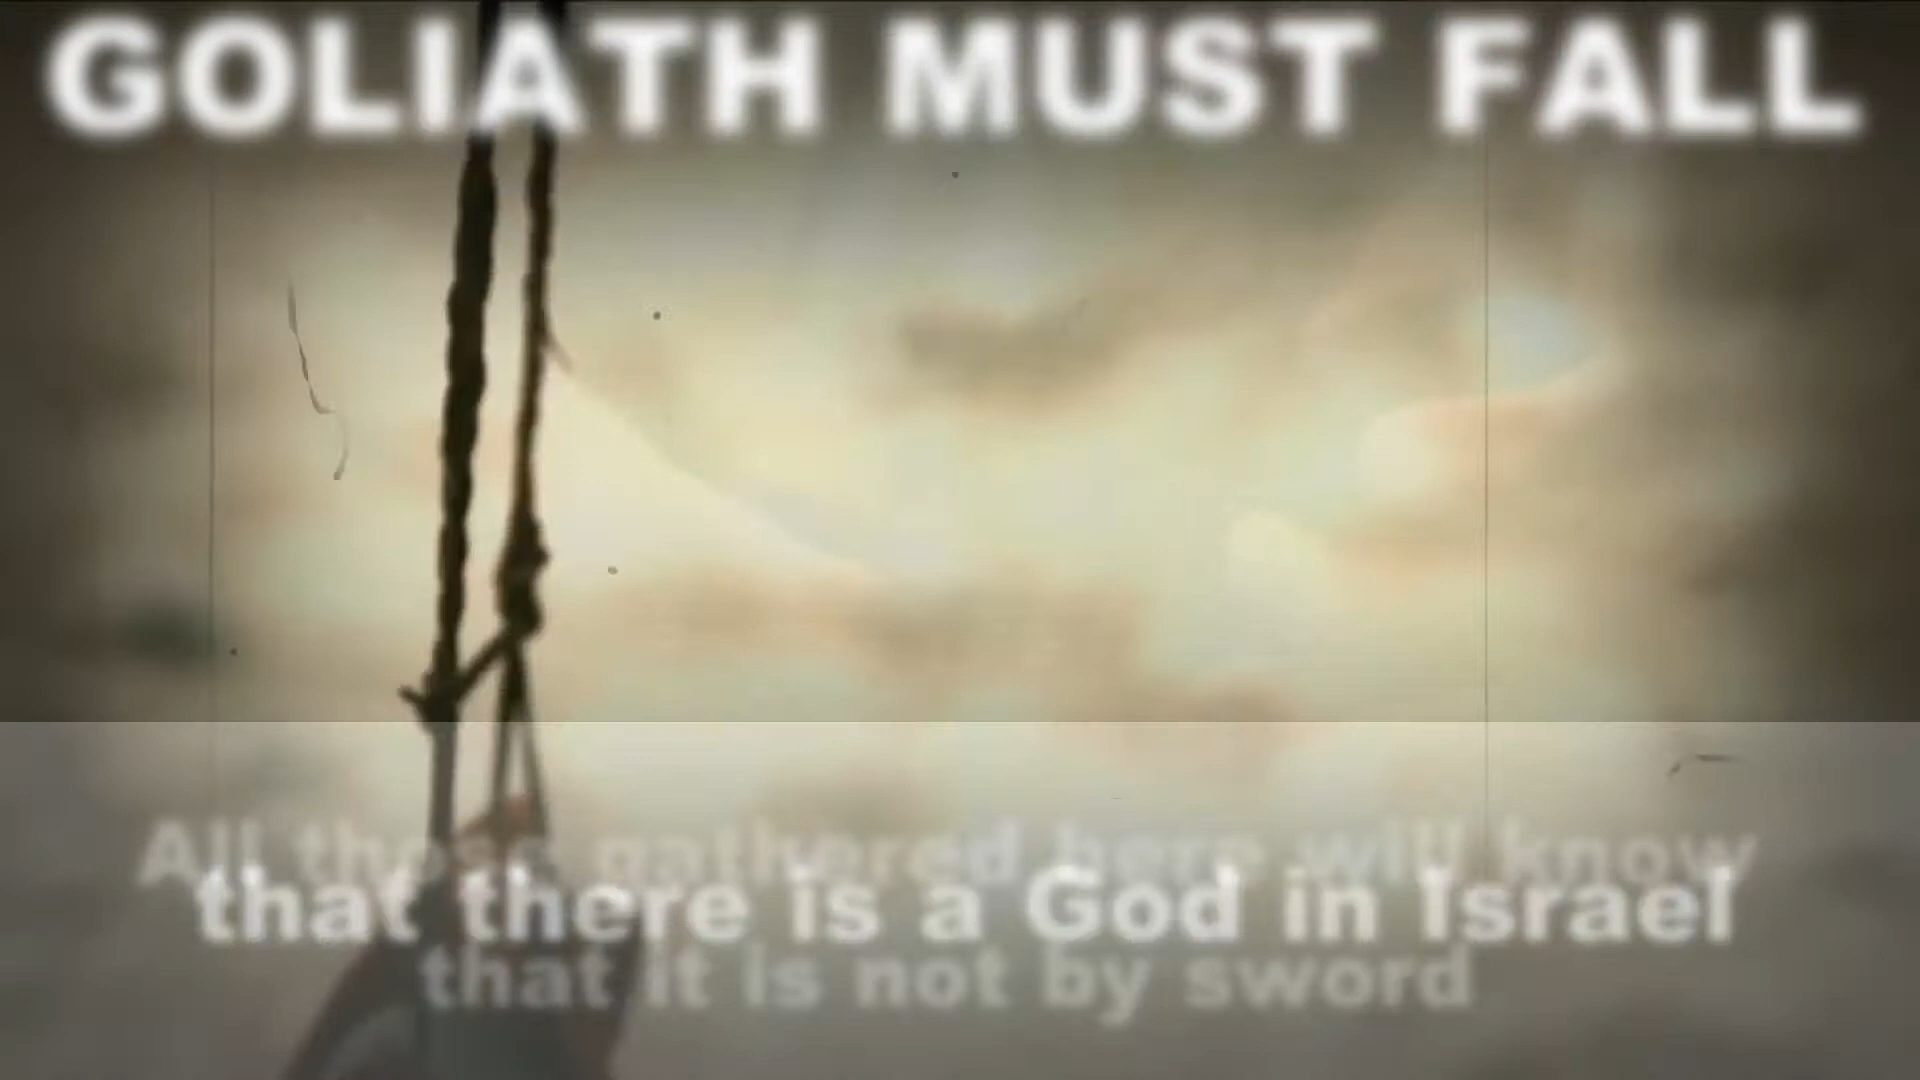 GOLIATH MUST FALL
All those gathered here will know
that there is a God in Israel
that it is not by sword